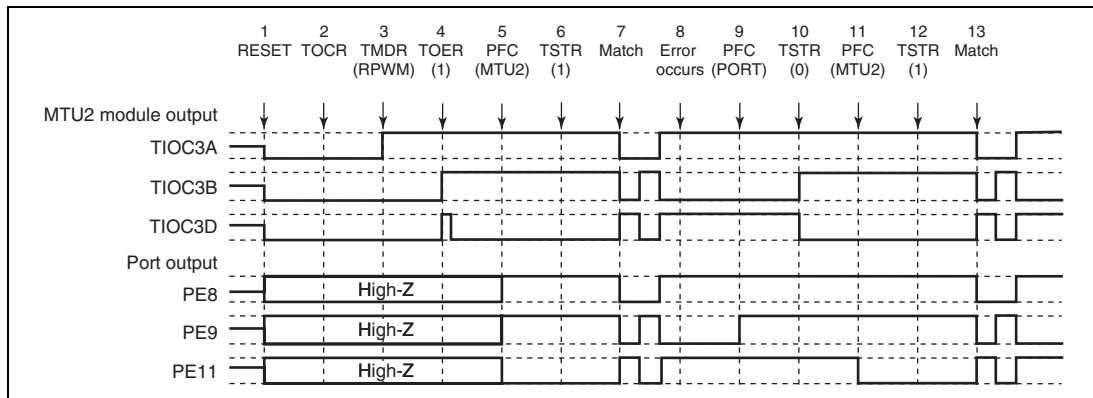 1 2 3 4 5 6 7 8 9 10 11 12 13
RESET TOCR TMDR TOER PFC TSTR Match Error PFC TSTR PFC TSTR Match
(RPWM) (1) (MTU2) (1) occurs (PORT) (0) (MTU2) (1)
MTU2 module output
TIOC3A
TIOC3B
TIOC3D
Port output
PE8 High-Z
PE9 High-Z
PE11 High-Z